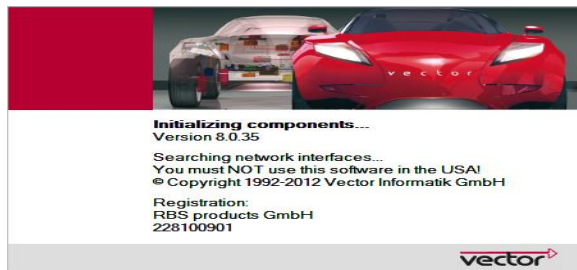 vector
Initializing components...
Version 8.0.35
Searching network interfaces...
You must NOT use this software in the USA!
© Copyright 1992-2012 Vector Informatik GmbH
Registration:
RBS products GmbH
228100901
vector